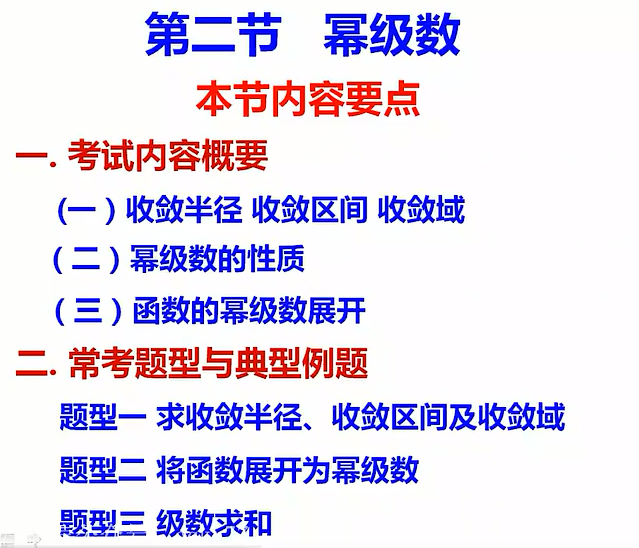 第二节 幂级数
本节内容要点
一. 考试内容概要
(一) 收敛半径 收敛区间 收敛域
(二) 幂级数的性质
(三) 函数的幂级数展开
二. 常考题型与典型例题
题型一 求收敛半径、收敛区间及收敛域
题型二 将函数展开为幂级数
题型三 级数求和